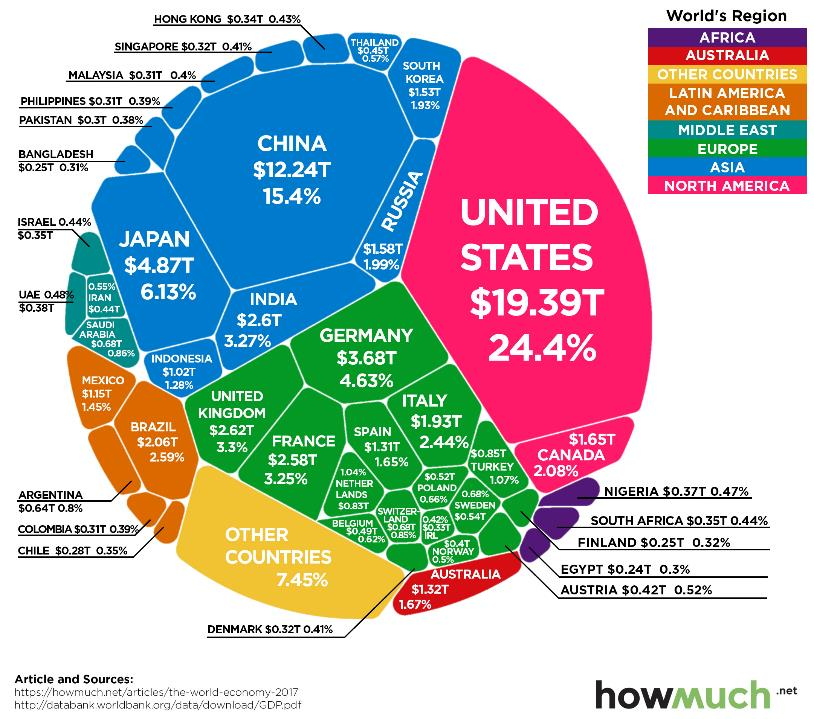 HONG KONG $0.34T 0.43%
SINGAPORE $0.32T 0.41%
MALAYSIA $0.31T 0.4%
PHILIPPINES $0.31T 0.39%
PAKISTAN $0.3T 0.38%
BANGLADESH
$0.25T 0.31%
THAILAND
$0.45T
0.57%
SOUTH
KOREA
$1.53T
1.93%
World's Region
AFRICA
AUSTRALIA
OTHER COUNTRIES
LATIN AMERICA
AND CARIBBEAN
MIDDLE EAST
EUROPE
ASIA
NORTH AMERICA
CHINA
$12.24T
15.4%
RUSSIA
$1.58T
1.99%
UNITED
STATES
$19.39T
24.4%
JAPAN
$4.87T
6.13%
INDIA
$2.6T
3.27%
INDONESIA
$1.02T
1.28%
ISRAEL 0.44%
$0.35T
UAE 0.48%
$0.38T
0.55%
IRAN
$0.44T
SAUDI
ARABIA
$0.68T
0.86%
MEXICO
$1.15T
1.45%
BRAZIL
$2.06T
2.59%
ARGENTINA
$0.64T 0.8%
COLOMBIA $0.31T 0.39%
CHILE $0.28T 0.35%
GERMANY
$3.68T
4.63%
UNITED
KINGDOM
$2.62T
3.3%
FRANCE
$2.58T
3.25%
ITALY
$1.93T
2.44%
SPAIN
$1.31T
1.65%
$0.85T
TURKEY
1.07%
1.04%
NETHER
LANDS
$0.83T
$0.52T
POLAND
0.66%
0.68%
SWEDEN
$0.54T
BELGIUM
$0.49T
0.62%
SWITZER-
LAND
$0.68T
0.85%
0.42%
$0.33T
IRL
$0.4T
NORWAY
0.5%
$1.65T
CANADA
2.08%
NIGERIA $0.37T 0.47%
SOUTH AFRICA $0.35T 0.44%
FINLAND $0.25T 0.32%
EGYPT $0.24T 0.3%
AUSTRIA $0.42T 0.52%
OTHER
COUNTRIES
7.45%
AUSTRALIA
$1.32T
1.67%
DENMARK $0.32T 0.41%
Article and Sources:
https://howmuch.net/articles/the-world-economy-2017
http://databank.worldbank.org/data/download/GDP.pdf
howmuch.net